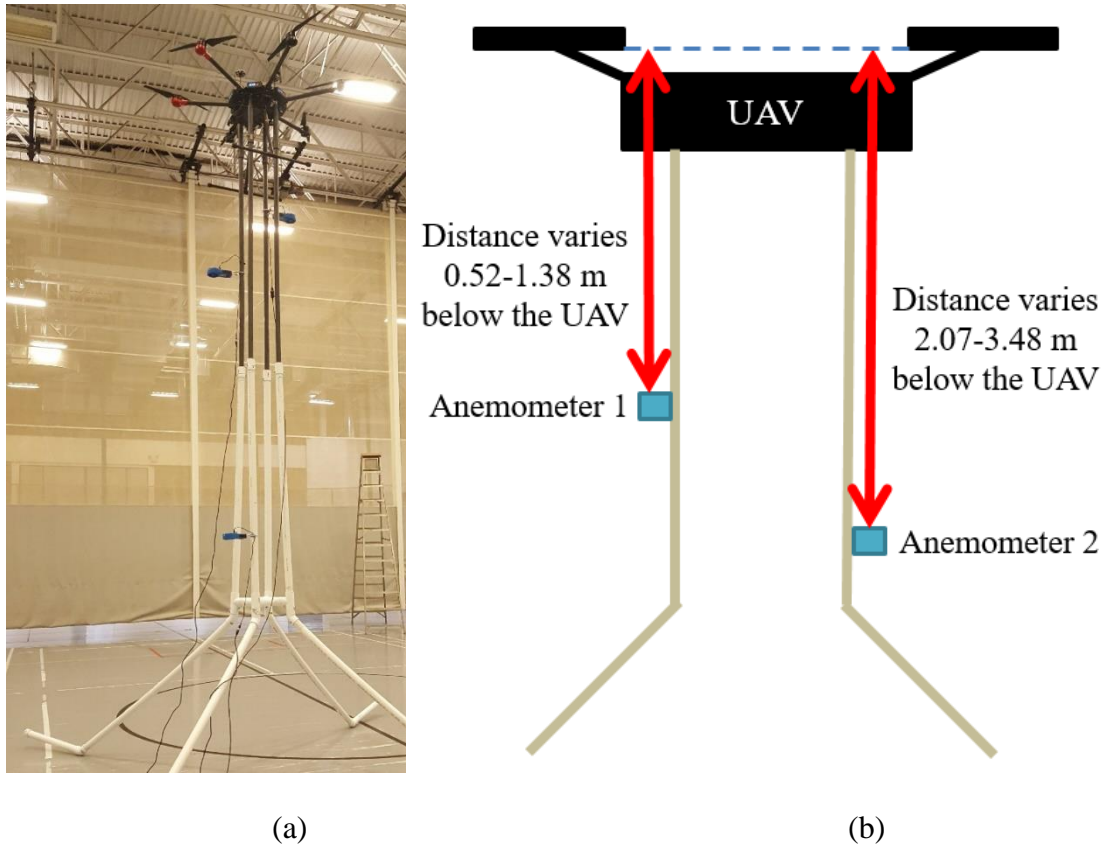 UAV
Distance varies
0.52-1.38 m
below the UAV
Distance varies
2.07-3.48 m
below the UAV
Anemometer 1
Anemometer 2
(a)
(b)